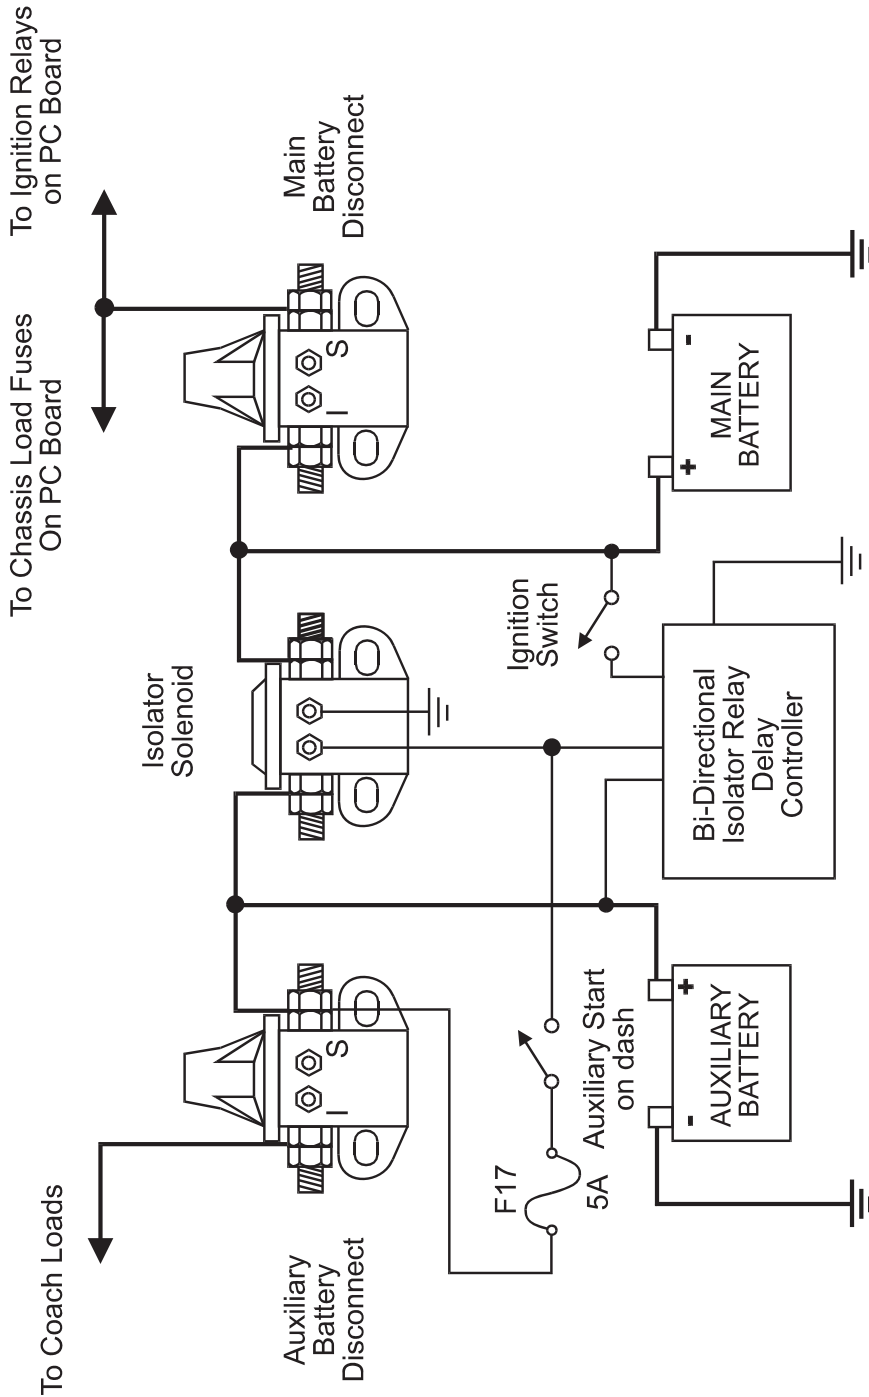 To Coach Loads
To Chassis Load Fuses
On PC Board
To Ignition Relays
on PC Board
Isolator
Solenoid
Auxiliary
Battery
Disconnect
I
S
I
S
Main
Battery
Disconnect
F17
5A
Auxiliary Start
on dash
Ignition
Switch
-
+
AUXILIARY
BATTERY
Bi-Directional
Isolator Relay
Delay
Controller
+
-
MAIN
BATTERY